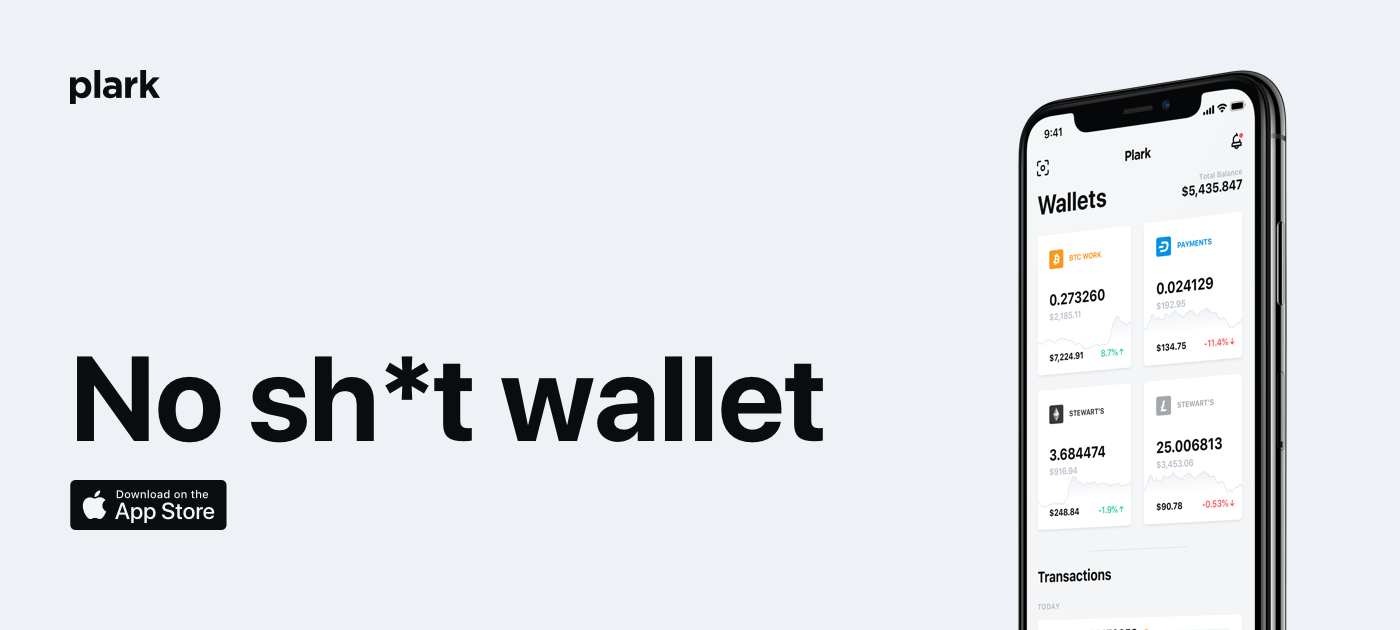 plark
No sh*t wallet
Download on the
App Store
9:41
Plark
Total Balance
Wallets
$5,435.847
BTC WORK
0.273260
$2,185.11
$7,224.91 8.7%↑
PAYMENTS
0.024129
$192.95
$134.75 -11.4%↓
STEWART'S
3.684474
$916.94
$248.84 -1.9%↑
STEWART'S
25.006813
$3,453.06
$90.78 -0.53%↓
Transactions
TODAY